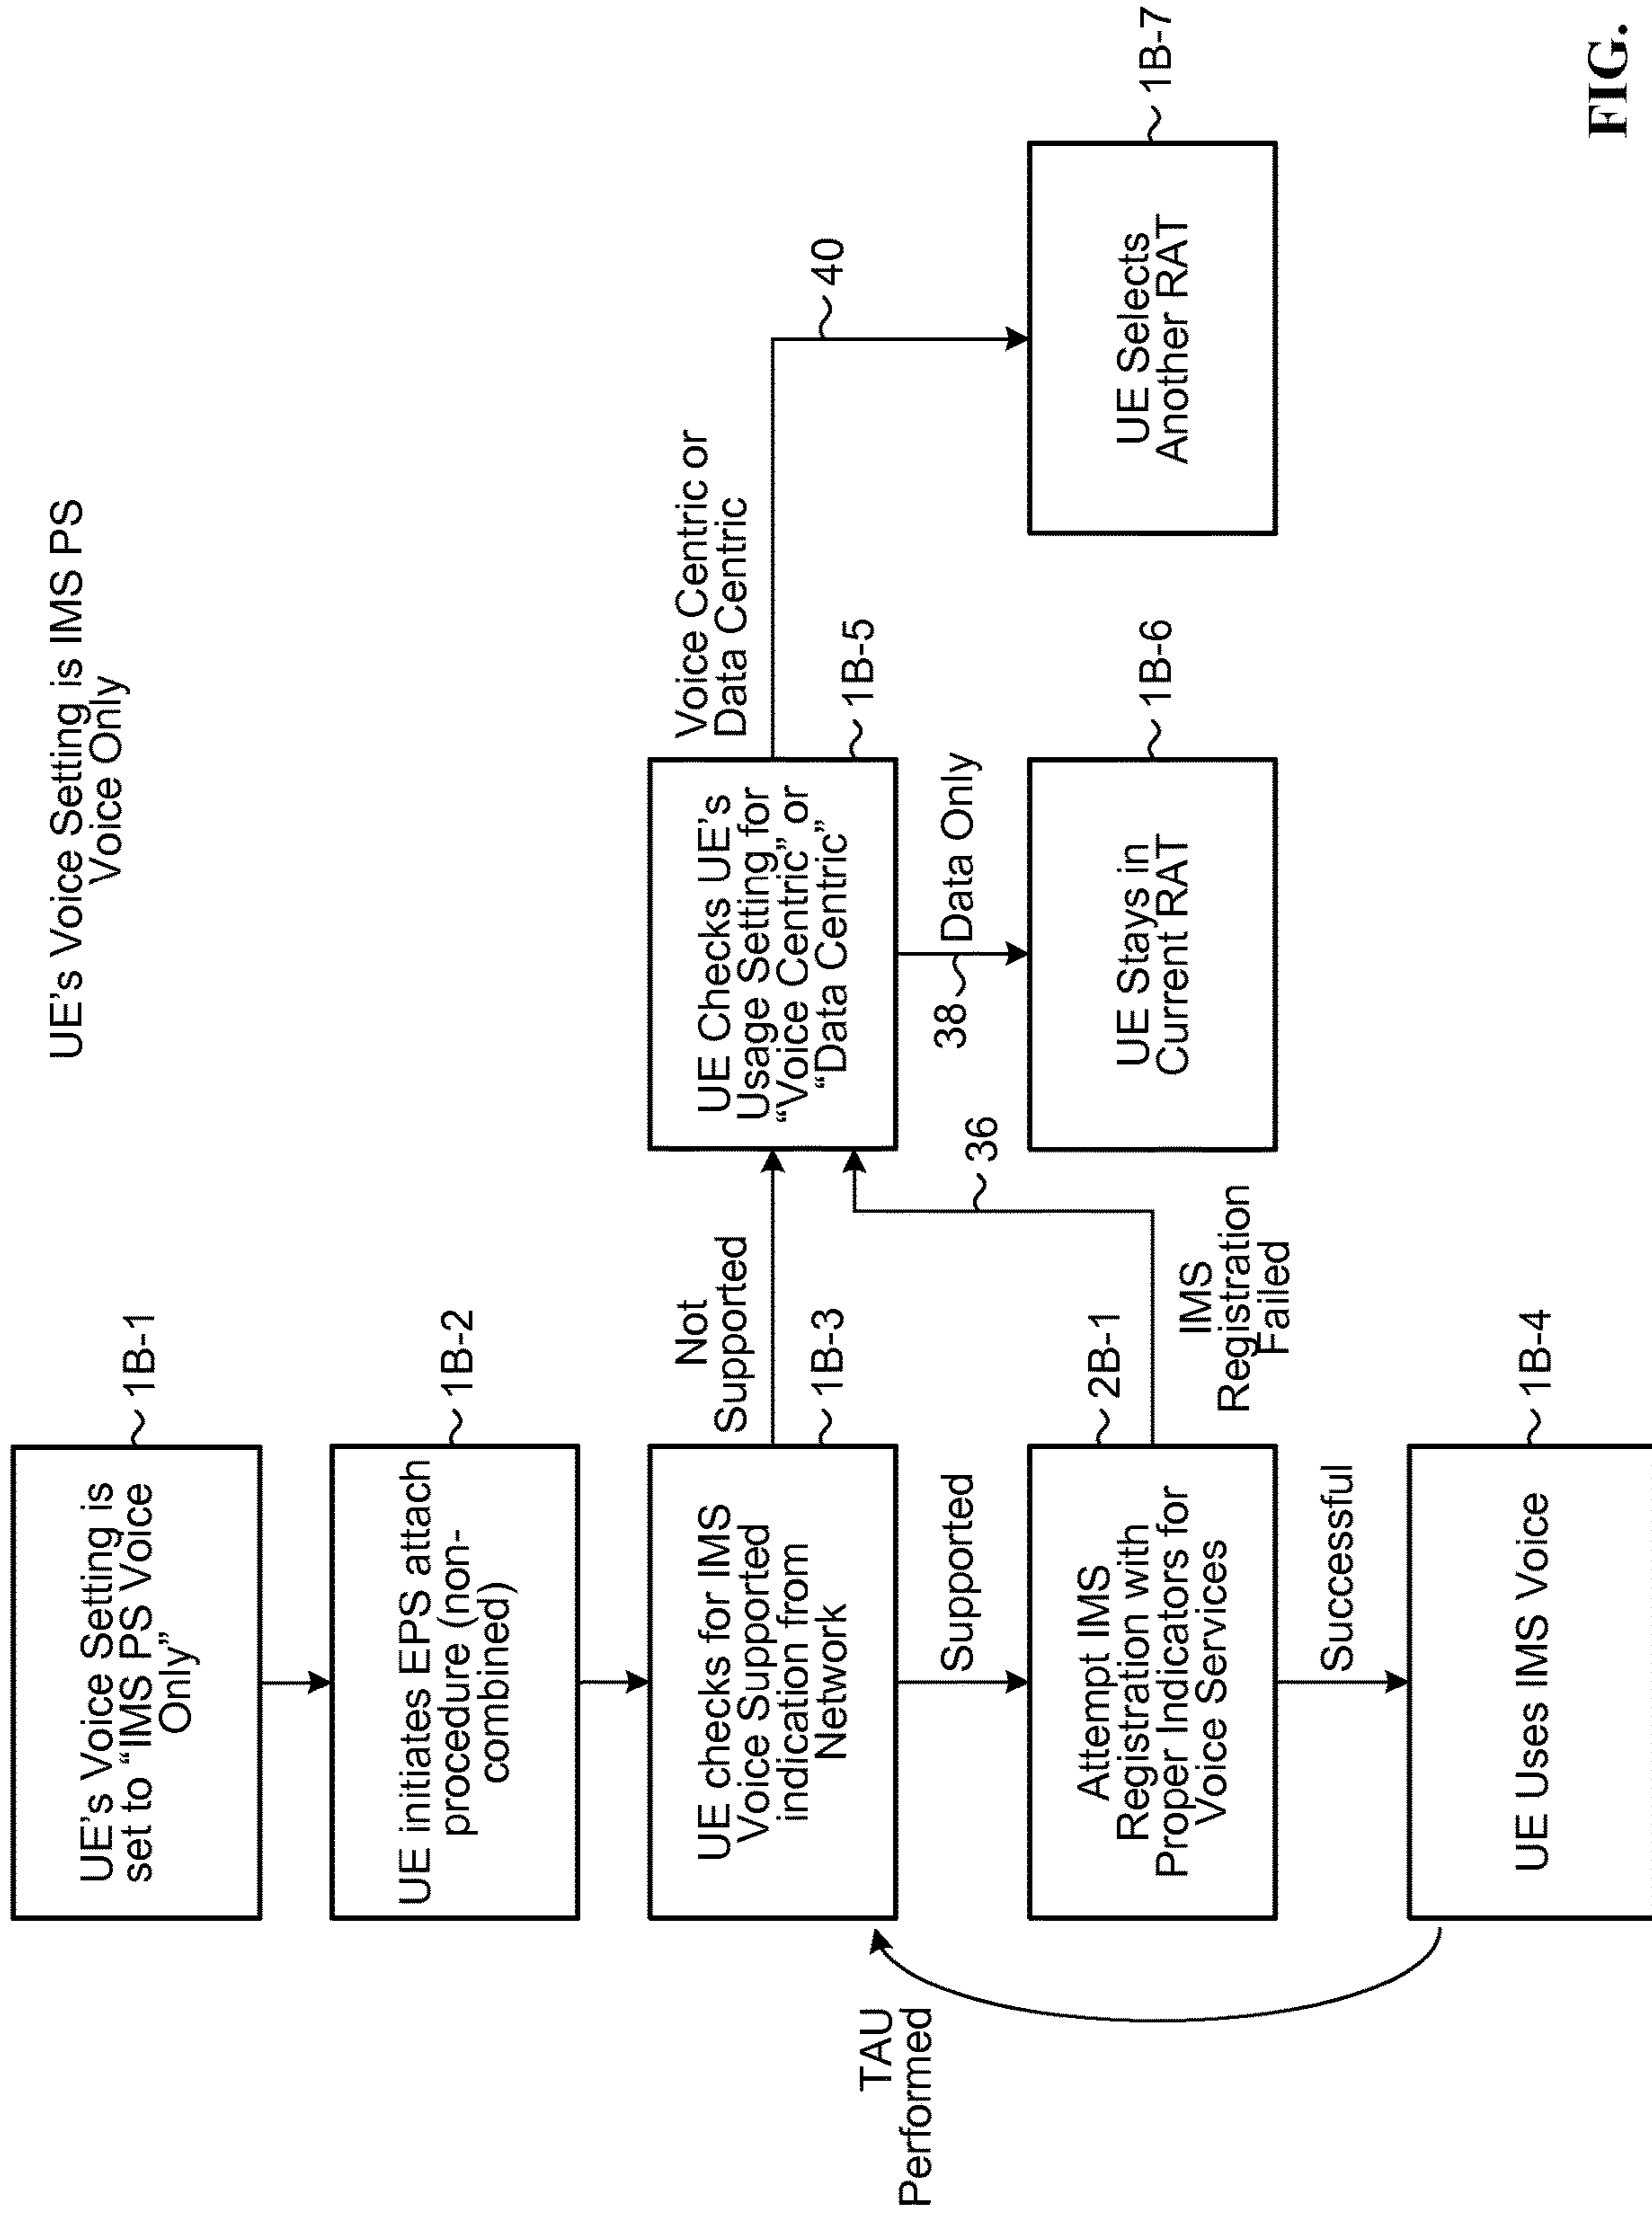 UE's Voice Setting is IMS PS
Voice Only
UE's Voice Setting is
set to “IMS PS Voice
Only”
1B-1
UE initiates EPS attach
procedure (non-
combined)
1B-2
UE checks for IMS
Voice Supported
indication from
Network
1B-3
Not
Supported
UE Checks UE's
Usage Setting for
“Voice Centric” or
“Data Centric”
1B-5
Voice Centric or
Data Centric
40
Supported
36
38
Data Only
Attempt IMS
Registration with
Proper Indicators for
Voice Services
2B-1
IMS
Registration
Failed
UE Stays in
Current RAT
1B-6
UE Selects
Another RAT
1B-7
TAU
Performed
Successful
UE Uses IMS Voice
1B-4
FIG.